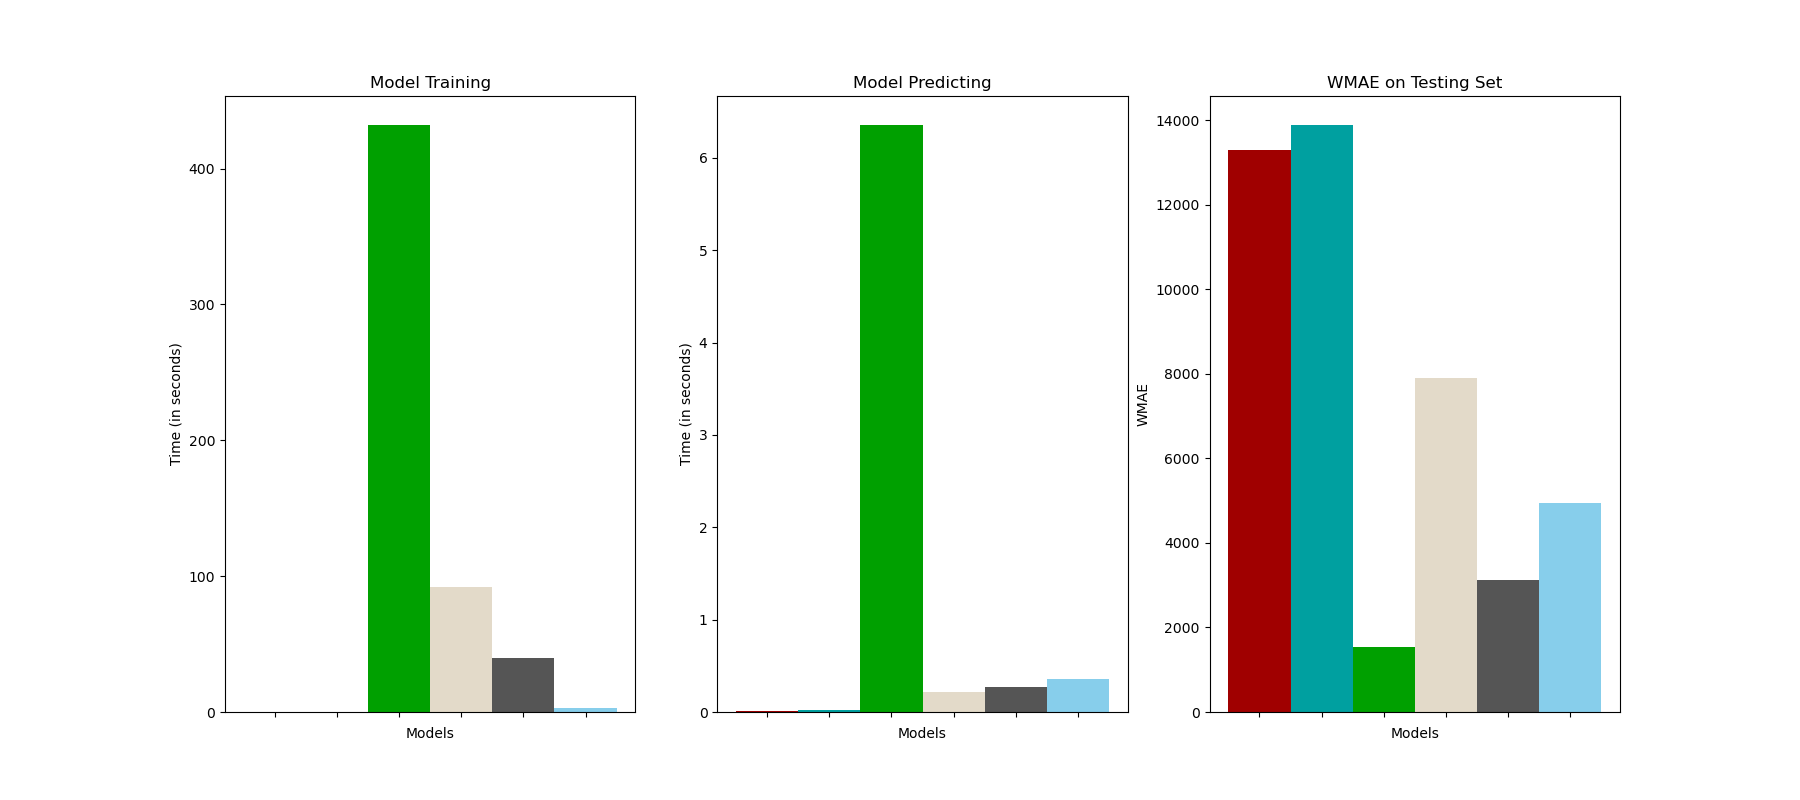 Model Training
Time (in seconds)
400
300
200
100
0
Models
Model Predicting
Time (in seconds)
6
5
4
3
2
1
0
Models
WMAE on Testing Set
WMAE
14000
12000
10000
8000
6000
4000
2000
0
Models